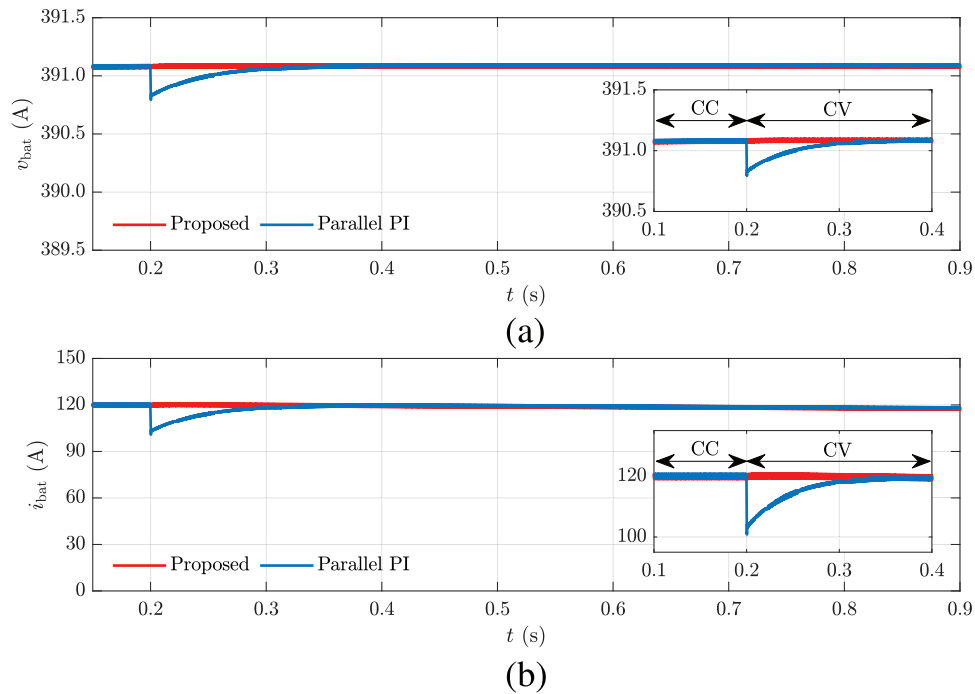 391.5
391.0
390.5
390.0
389.5
v_bat (A)
391.5
391.0
390.5
CC
CV
0.1
0.2
0.3
0.4
Proposed
Parallel PI
0.2
0.3
0.4
0.5
0.6
0.7
0.8
0.9
t (s)
(a)
150
120
90
60
30
0
i_bat (A)
120
100
CC
CV
0.1
0.2
0.3
0.4
Proposed
Parallel PI
0.2
0.3
0.4
0.5
0.6
0.7
0.8
0.9
t (s)
(b)